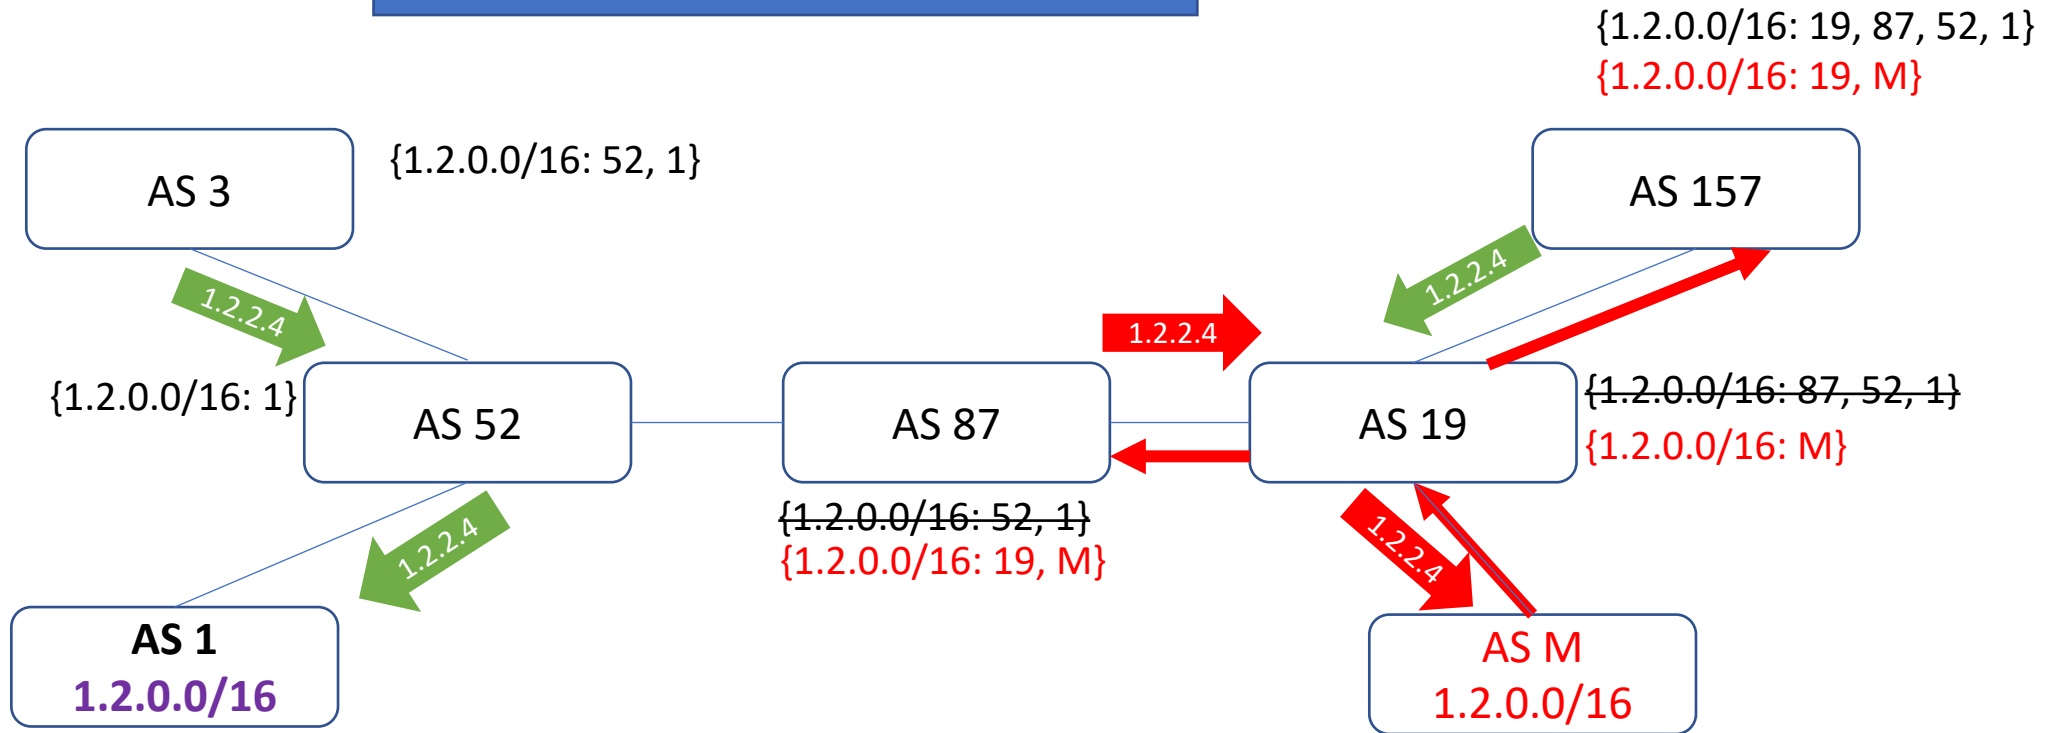 {1.2.0.0/16: 19, 87, 52, 1}
{1.2.0.0/16: 19, M}
AS 3
{1.2.0.0/16: 52, 1}
AS 157
1.2.2.4
1.2.2.4
1.2.2.4
{1.2.0.0/16: 1}
AS 52
AS 87
AS 19
{1.2.0.0/16: 87, 52, 1}
{1.2.0.0/16: M}
{1.2.0.0/16: 52, 1}
{1.2.0.0/16: 19, M}
1.2.2.4
1.2.2.4
AS 1
1.2.0.0/16
AS M
1.2.0.0/16